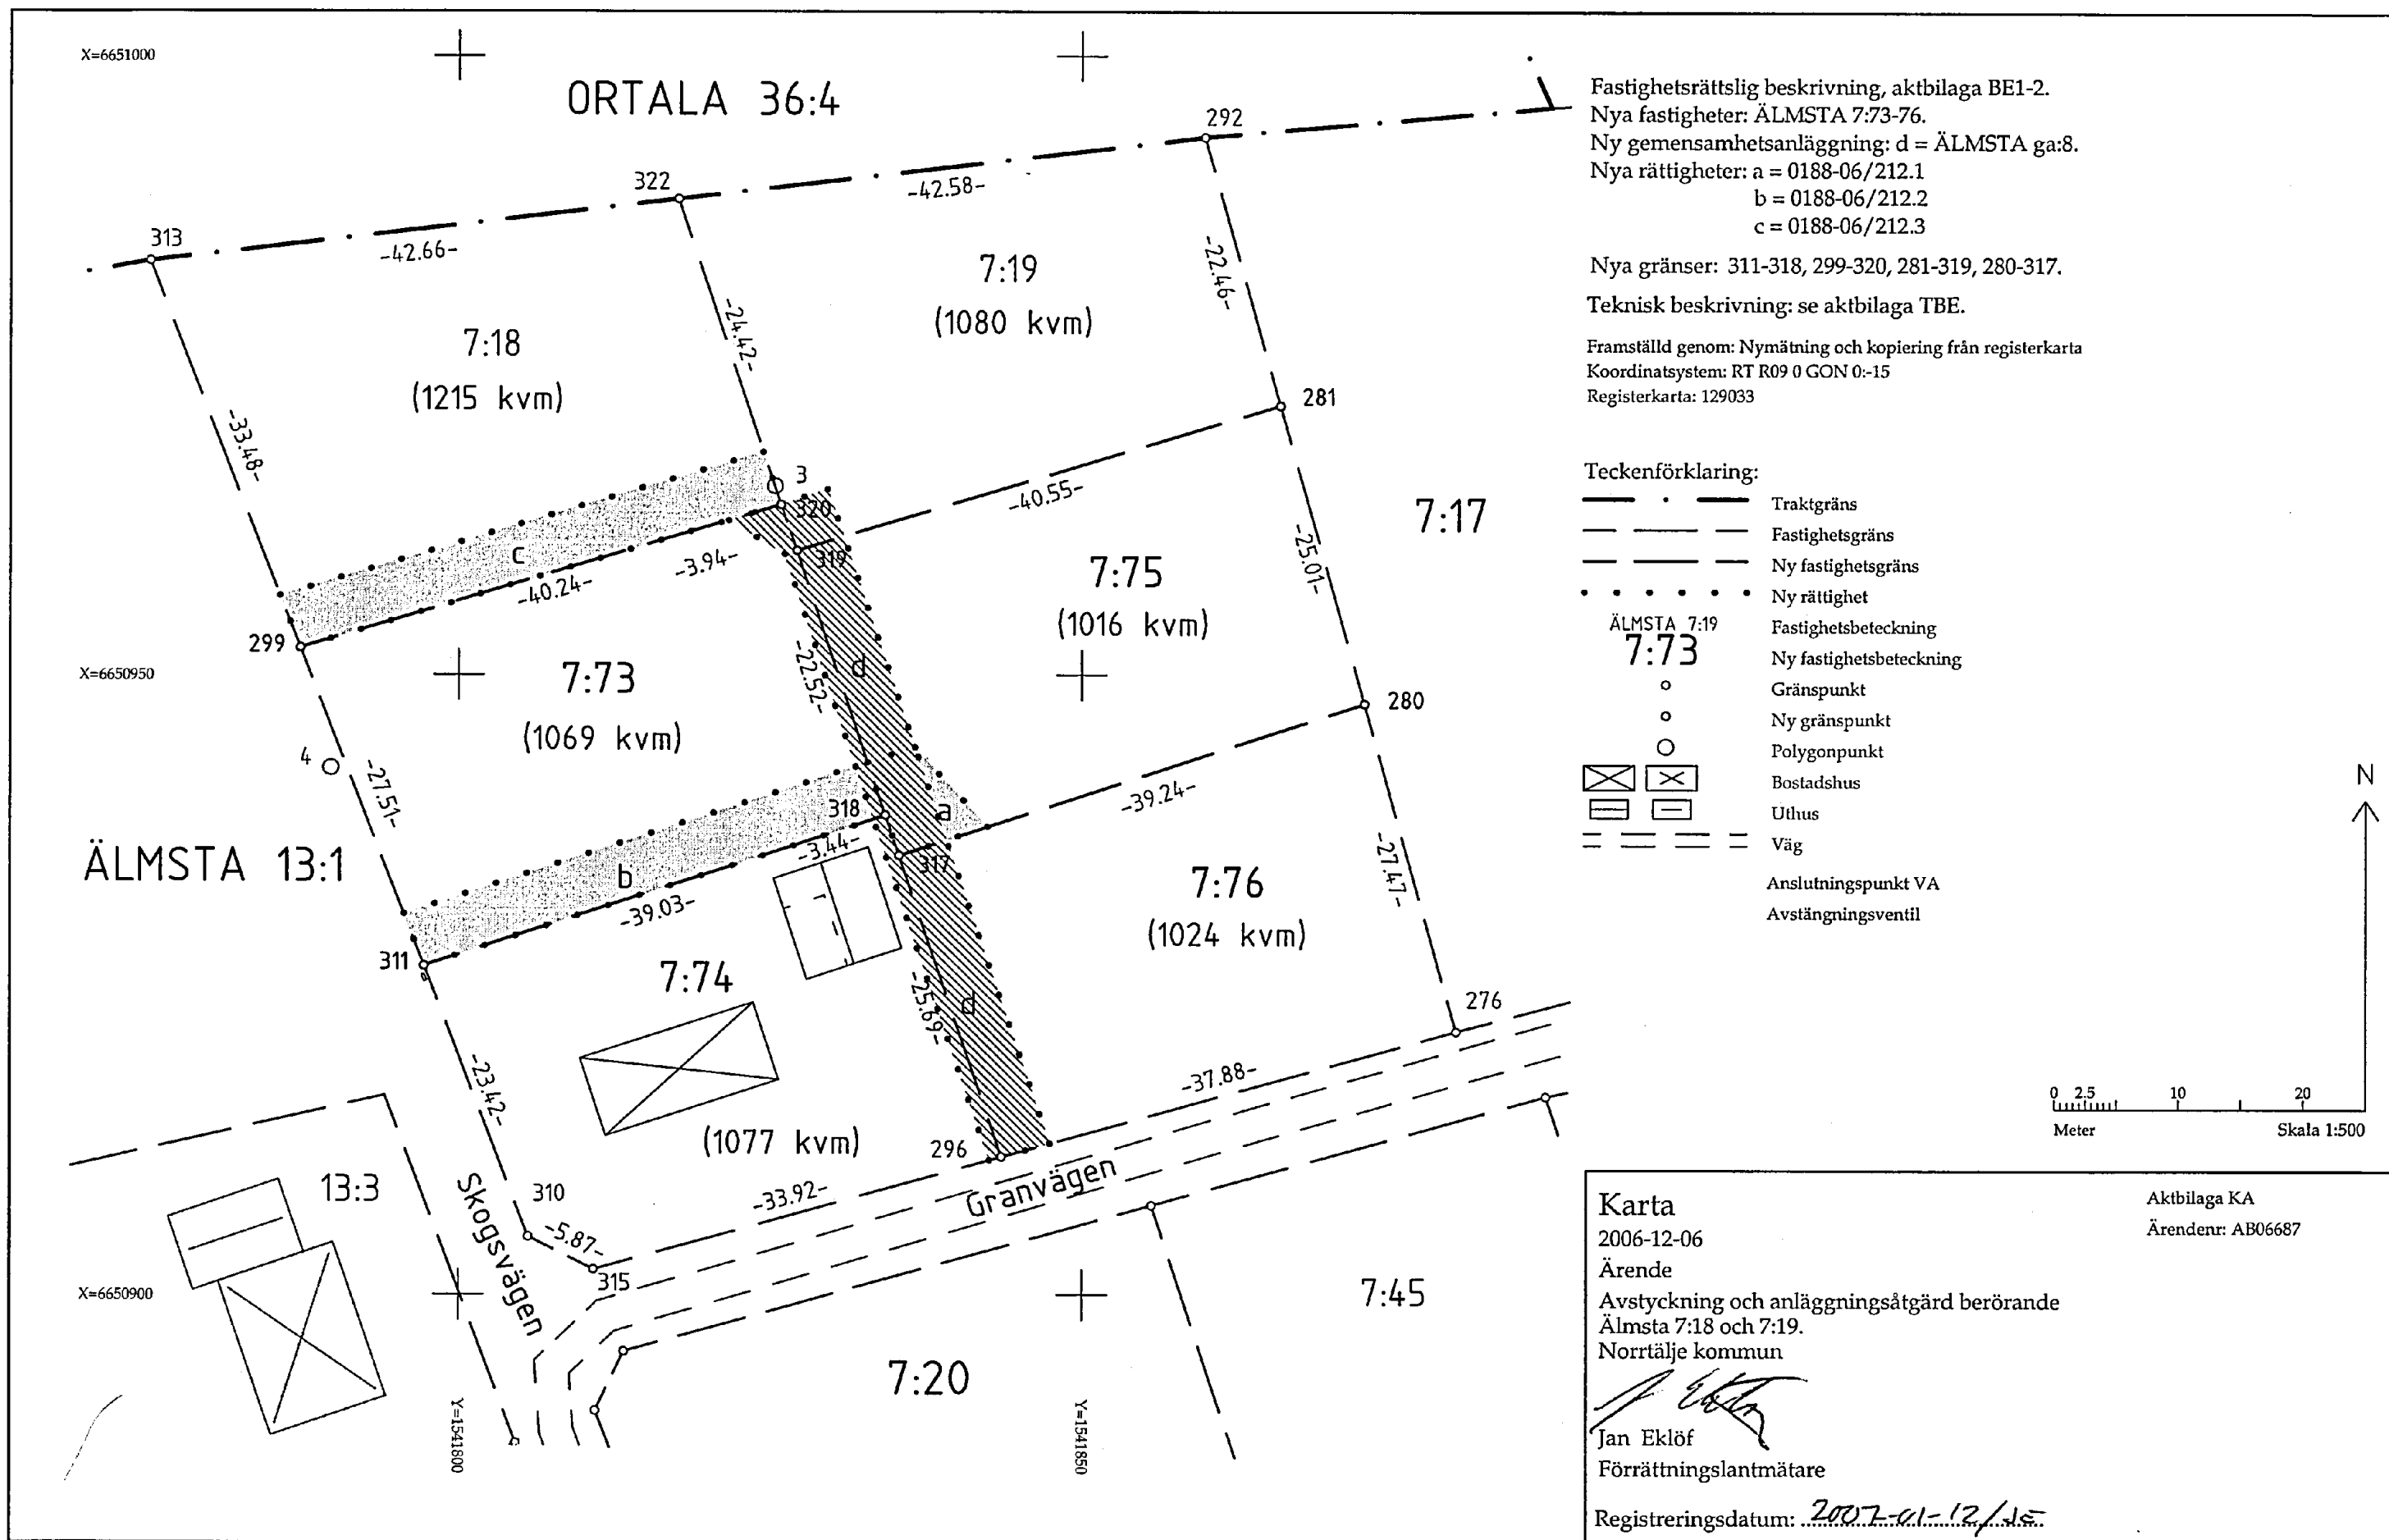 X=6651000
ORTALA 36:4
292
322
-42.58-
313
-42.66-
7:19
(1080 kvm)
-22.46-
-24.42-
7:18
(1215 kvm)
281
-33.48-
3
320
-40.55-
7:17
c
-3.94-
319
-40.24-
-25.01-
7:75
(1016 kvm)
299
X=6650950
7:73
(1069 kvm)
-22.52-
d
280
4
-27.51-
318
a
-39.24-
ÄLMSTA 13:1
b
-3.44-
317
-39.03-
7:76
(1024 kvm)
-27.47-
311
7:74
-25.69-
d
276
-23.42-
-37.88-
(1077 kvm)
296
13:3
Skogsvägen
310
-33.92-
Granvägen
-5.87-
315
X=6650900
7:45
7:20
Y=1541800
Y=1541850
Fastighetsrättslig beskrivning, aktbilaga BE1-2.
Nya fastigheter: ÄLMSTA 7:73-76.
Ny gemensamhetsanläggning: d = ÄLMSTA ga:8.
Nya rättigheter: a = 0188-06/212.1
b = 0188-06/212.2
c = 0188-06/212.3
Nya gränser: 311-318, 299-320, 281-319, 280-317.
Teknisk beskrivning: se aktbilaga TBE.
Framställd genom: Nymätning och kopiering från registerkarta
Koordinatsystem: RT R09 0 GON 0:-15
Registerkarta: 129033
Teckenförklaring:
Traktgräns
Fastighetsgräns
Ny fastighetsgräns
Ny rättighet
ÄLMSTA 7:19 Fastighetsbeteckning
7:73 Ny fastighetsbeteckning
Gränspunkt
Ny gränspunkt
Polygonpunkt
Bostadshus
Uthus
Väg
Anslutningspunkt VA
Avstängningsventil
N
0 2.5 10 20
Meter Skala 1:500
Karta Aktbilaga KA
2006-12-06 Ärendenr: AB06687
Ärende
Avstyckning och anläggningsåtgärd berörande
Älmsta 7:18 och 7:19.
Norrtälje kommun
Jan Eklöf
Förrättningslantmätare
Registreringsdatum: 2007-01-12/JE